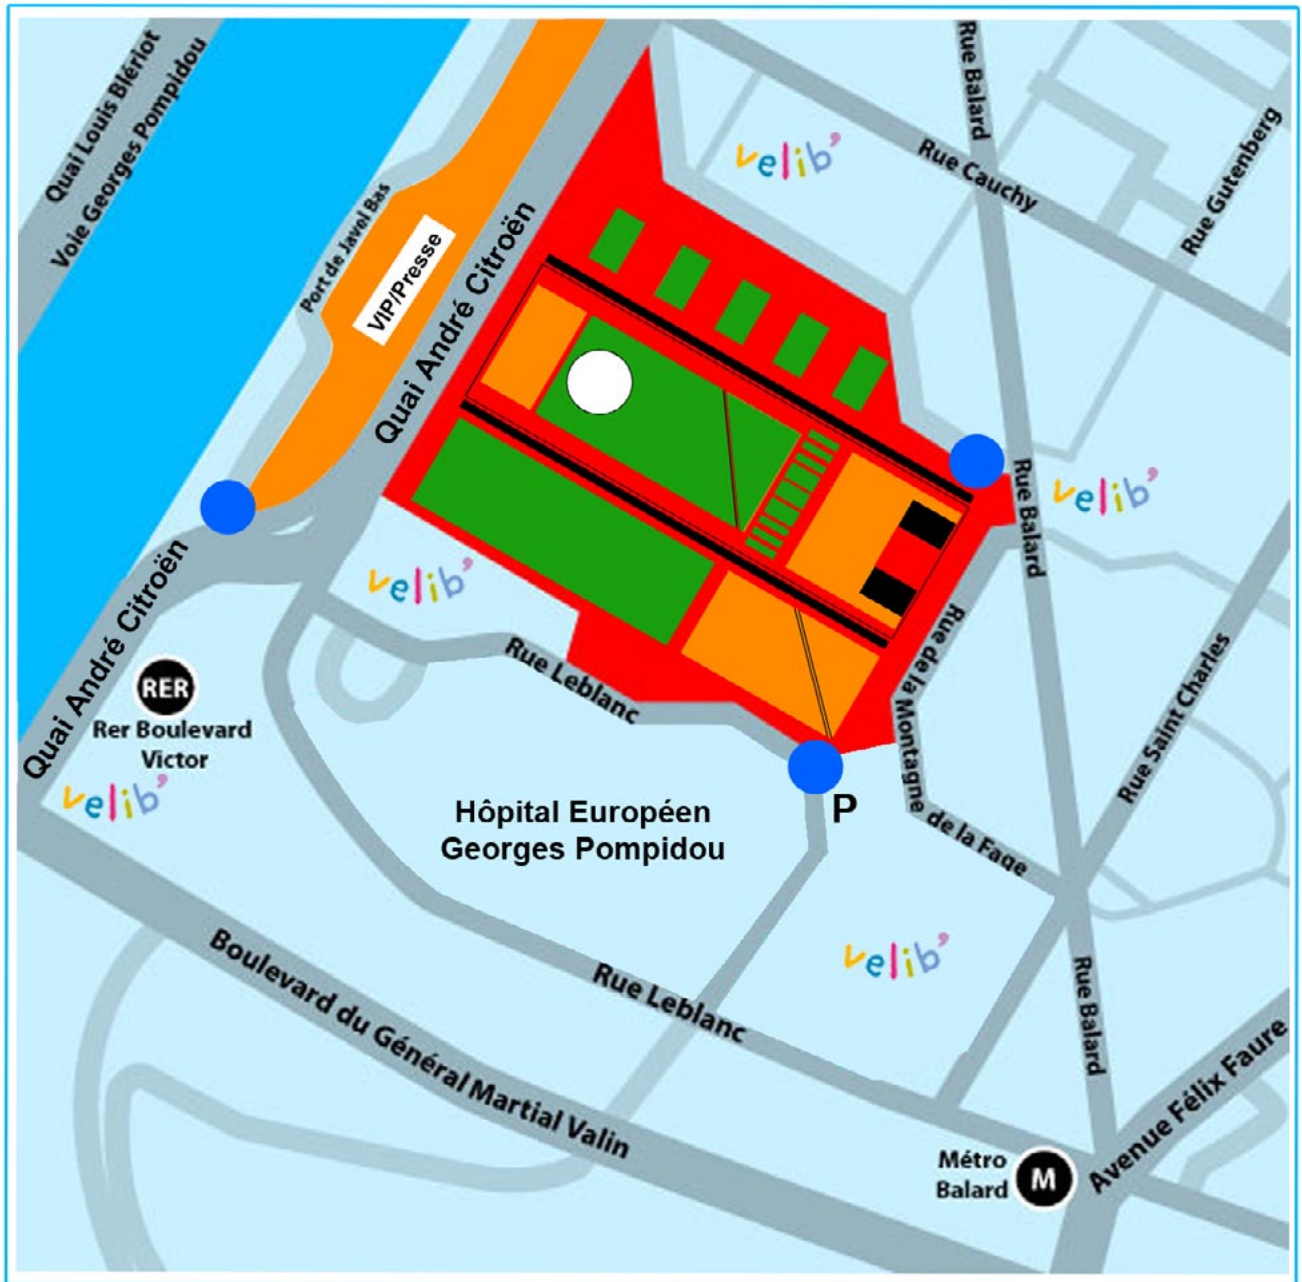 Quai Louis Blériot
Voie Georges Pompidou
Rue Balard
velib'
Rue Cauchy
Rue Gutenberg
Port de Javel Bas
VIP/Presse
Quai André Citroën
Rue Balard
velib'
velib'
Quai André Citroën
Rue Leblanc
Rue de la Montagne de la Fage
Rue Saint Charles
RER
Rer Boulevard
Victor
velib'
P
Hôpital Européen
Georges Pompidou
velib'
Boulevard du Général Martial Valin
Rue Leblanc
Rue Balard
Avenue Félix Faure
Métro
Balard
M